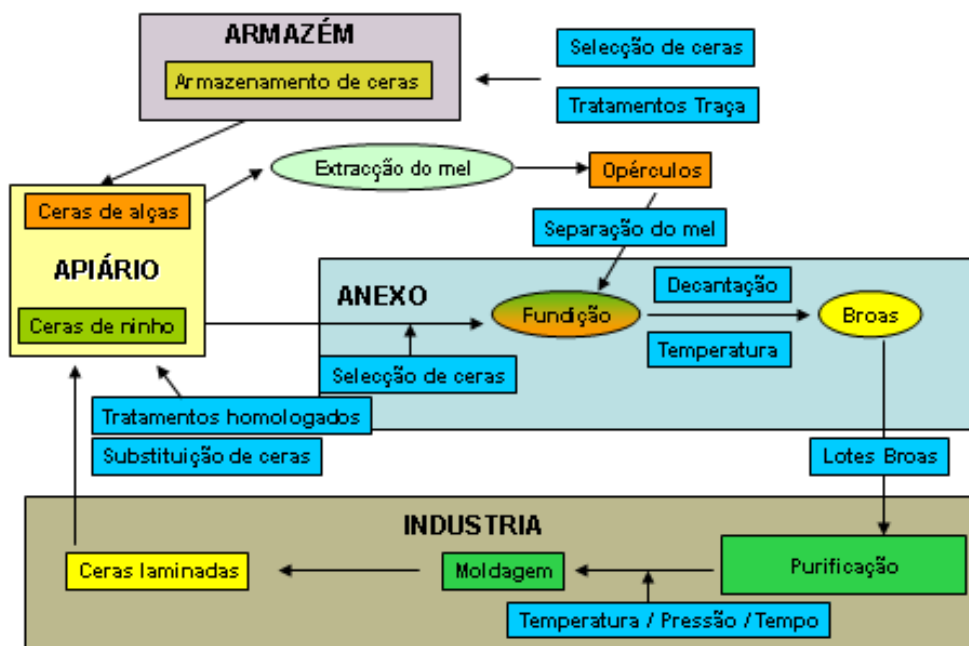 ARMAZÉM
Armazenamento de ceras
Selecção de ceras
Tratamentos Traça
Extracção do mel
Opérculos
Ceras de alças
Separação do mel
APIÁRIO
ANEXO
Decantação
Ceras de ninho
Fundição
Broas
Temperatura
Selecção de ceras
Tratamentos homologados
Substituição de ceras
Lotes Broas
INDUSTRIA
Ceras laminadas
Moldagem
Purificação
Temperatura / Pressão / Tempo